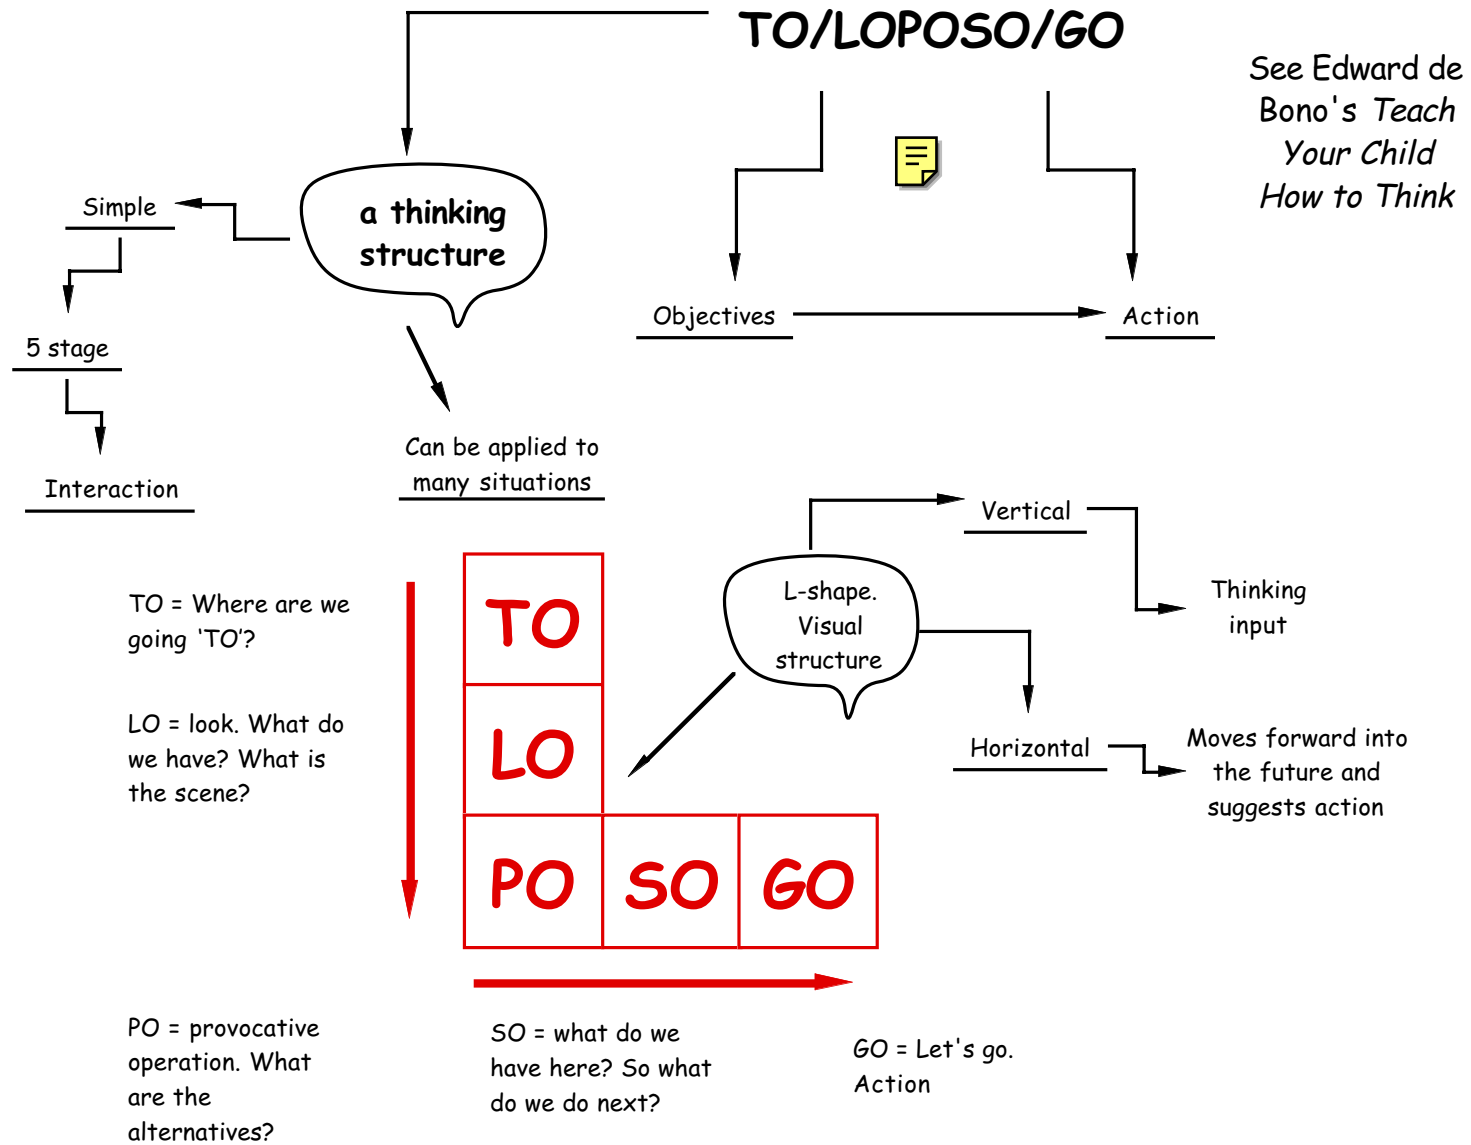 TO/LOPOSO/GO
See Edward de
Bono's Teach
Your Child
How to Think
a thinking
structure
Simple
5 stage
Interaction
Can be applied to
many situations
Objectives
Action
L-shape.
Visual
structure
Vertical
Thinking
input
Horizontal
Moves forward into
the future and
suggests action
TO = Where are we
going ‘TO’?
LO = look. What do
we have? What is
the scene?
TO
LO
PO SO GO
PO = provocative
operation. What
are the
alternatives?
SO = what do we
have here? So what
do we do next?
GO = Let's go.
Action